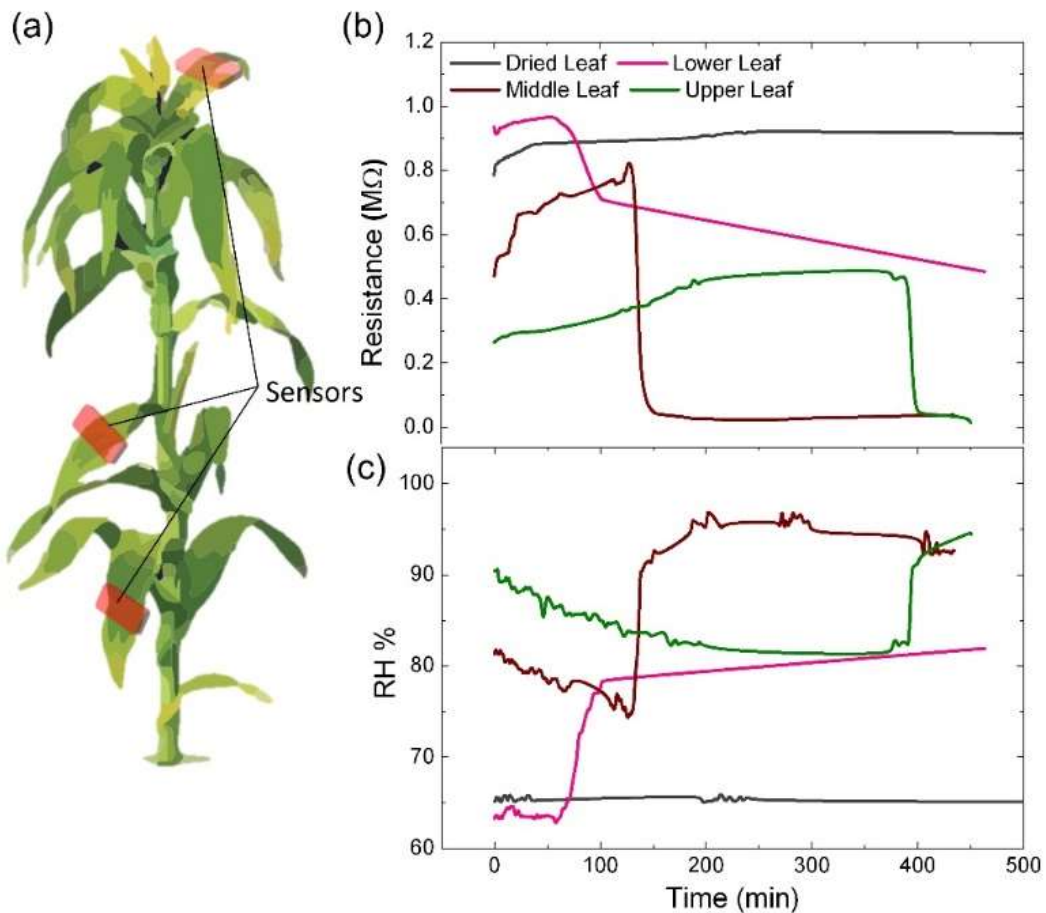 (a)
Sensors
(b)
Dried Leaf
Lower Leaf
Middle Leaf
Upper Leaf
Resistance (MΩ)
1.2
1.0
0.8
0.6
0.4
0.2
0.0
(c)
RH %
100
90
80
70
60
0
100
200
300
400
500
Time (min)